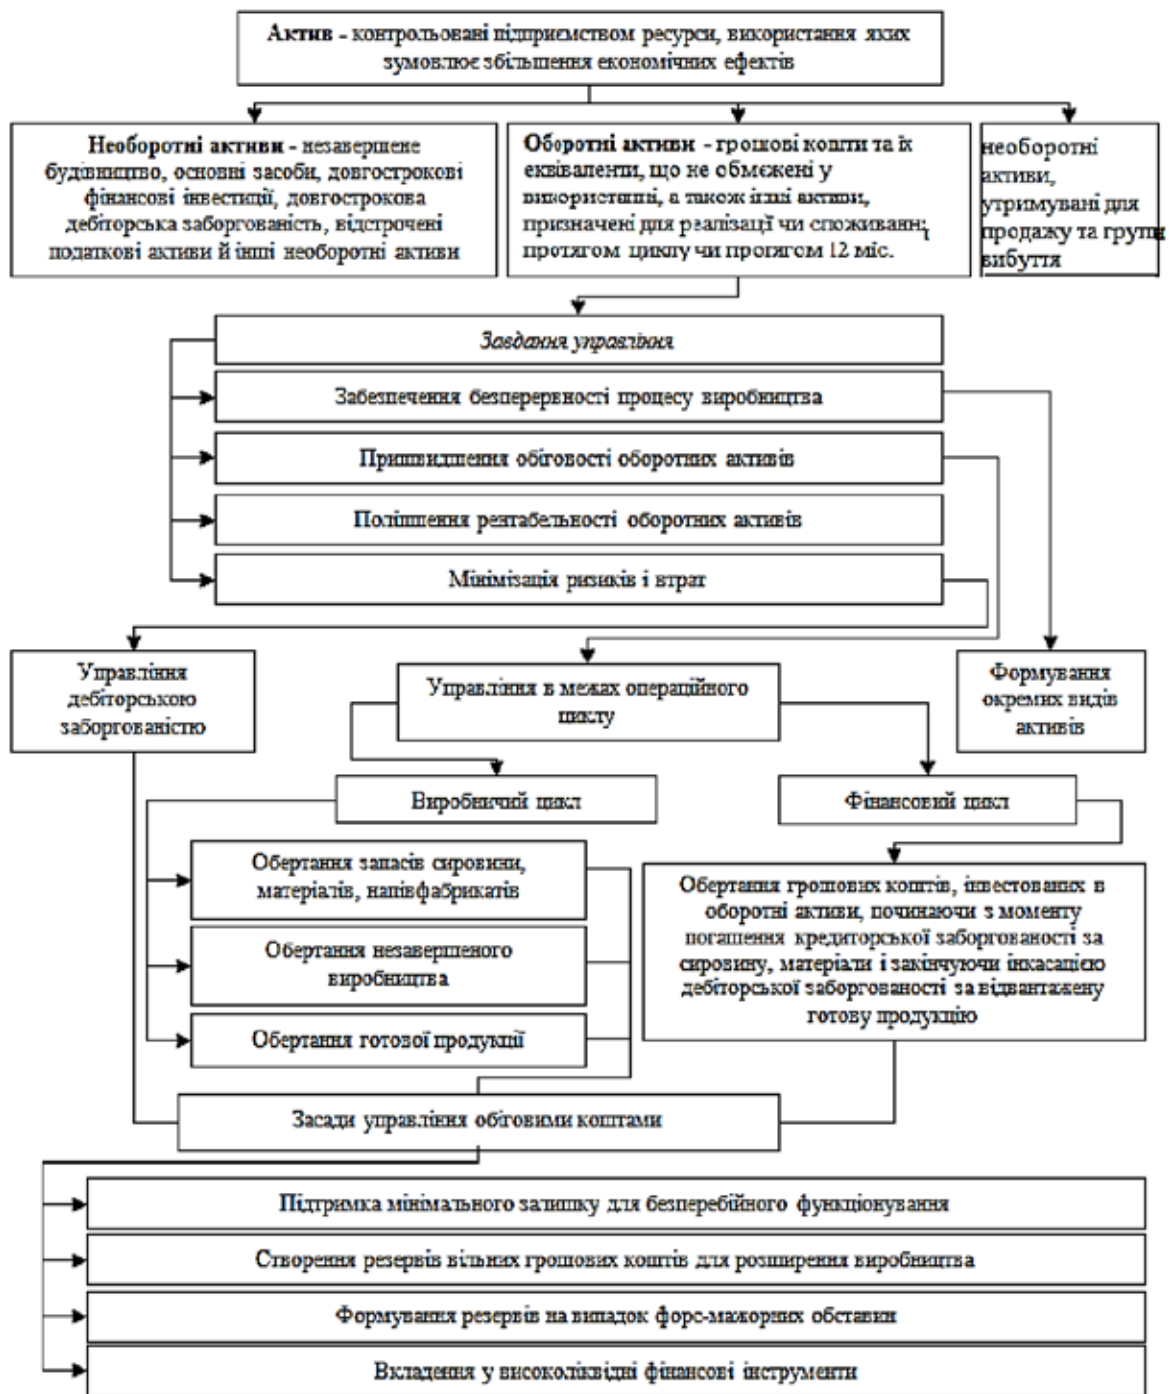 Актив - контрольовані підприємством ресурси, використання яких
зумовлює збільшення економічних ефектів
Необоротні активи - незавершене
будівництво, основні засоби, довгострокові
фінансові інвестиції, довгострокова
дебіторська заборгованість, відстрочені
податкові активи й інші необоротні активи
Оборотні активи - грошові кошти та їх
еквіваленти, що не обмежені у
використанні, а також інші активи,
призначені для реалізації чи споживання
протягом циклу чи протягом 12 міс.
необоротні
активи,
утримувані для
продажу та групи
вибуття
Завдання управління
Забезпечення безперервності процесу виробництва
Пришвидшення обіговості оборотних активів
Поліпшення рентабельності оборотних активів
Мінімізація ризиків і втрат
Управління
дебіторською
заборгованістю
Управління в межах операційного
циклу
Формування
окремих видів
активів
Виробничий цикл
Фінансовий цикл
Обертання запасів сировини,
матеріалів, напівфабрикатів
Обертання незавершеного
виробництва
Обертання готової продукції
Обертання грошових коштів, інвестованих в
оборотні активи, починаючи з моменту
погашення кредиторської заборгованості за
сировину, матеріали і закінчуючи інкасацією
дебіторської заборгованості за відвантажену
готову продукцію
Засади управління обіговими коштами
Підтримка мінімального залишку для безперебійного функціонування
Створення резервів вільних грошових коштів для розширення виробництва
Формування резервів на випадок форс-мажорних обставин
Вкладення у високоліквідні фінансові інструменти